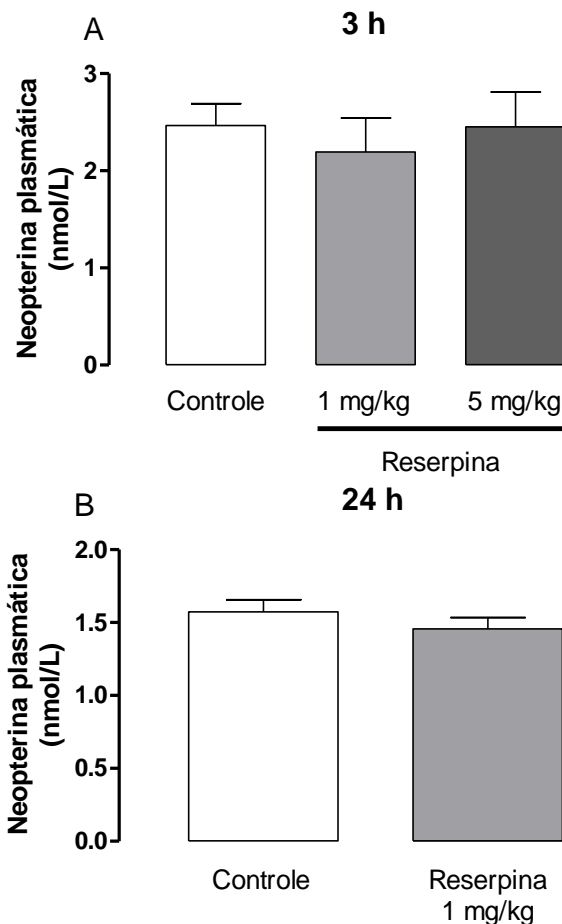 A
3 h
Neopterina plasmática
(nmol/L)
3
2
1
0
Controle
1 mg/kg
5 mg/kg
Reserpina
B
24 h
Neopterina plasmática
(nmol/L)
2.0
1.5
1.0
0.5
0.0
Controle
Reserpina
1 mg/kg